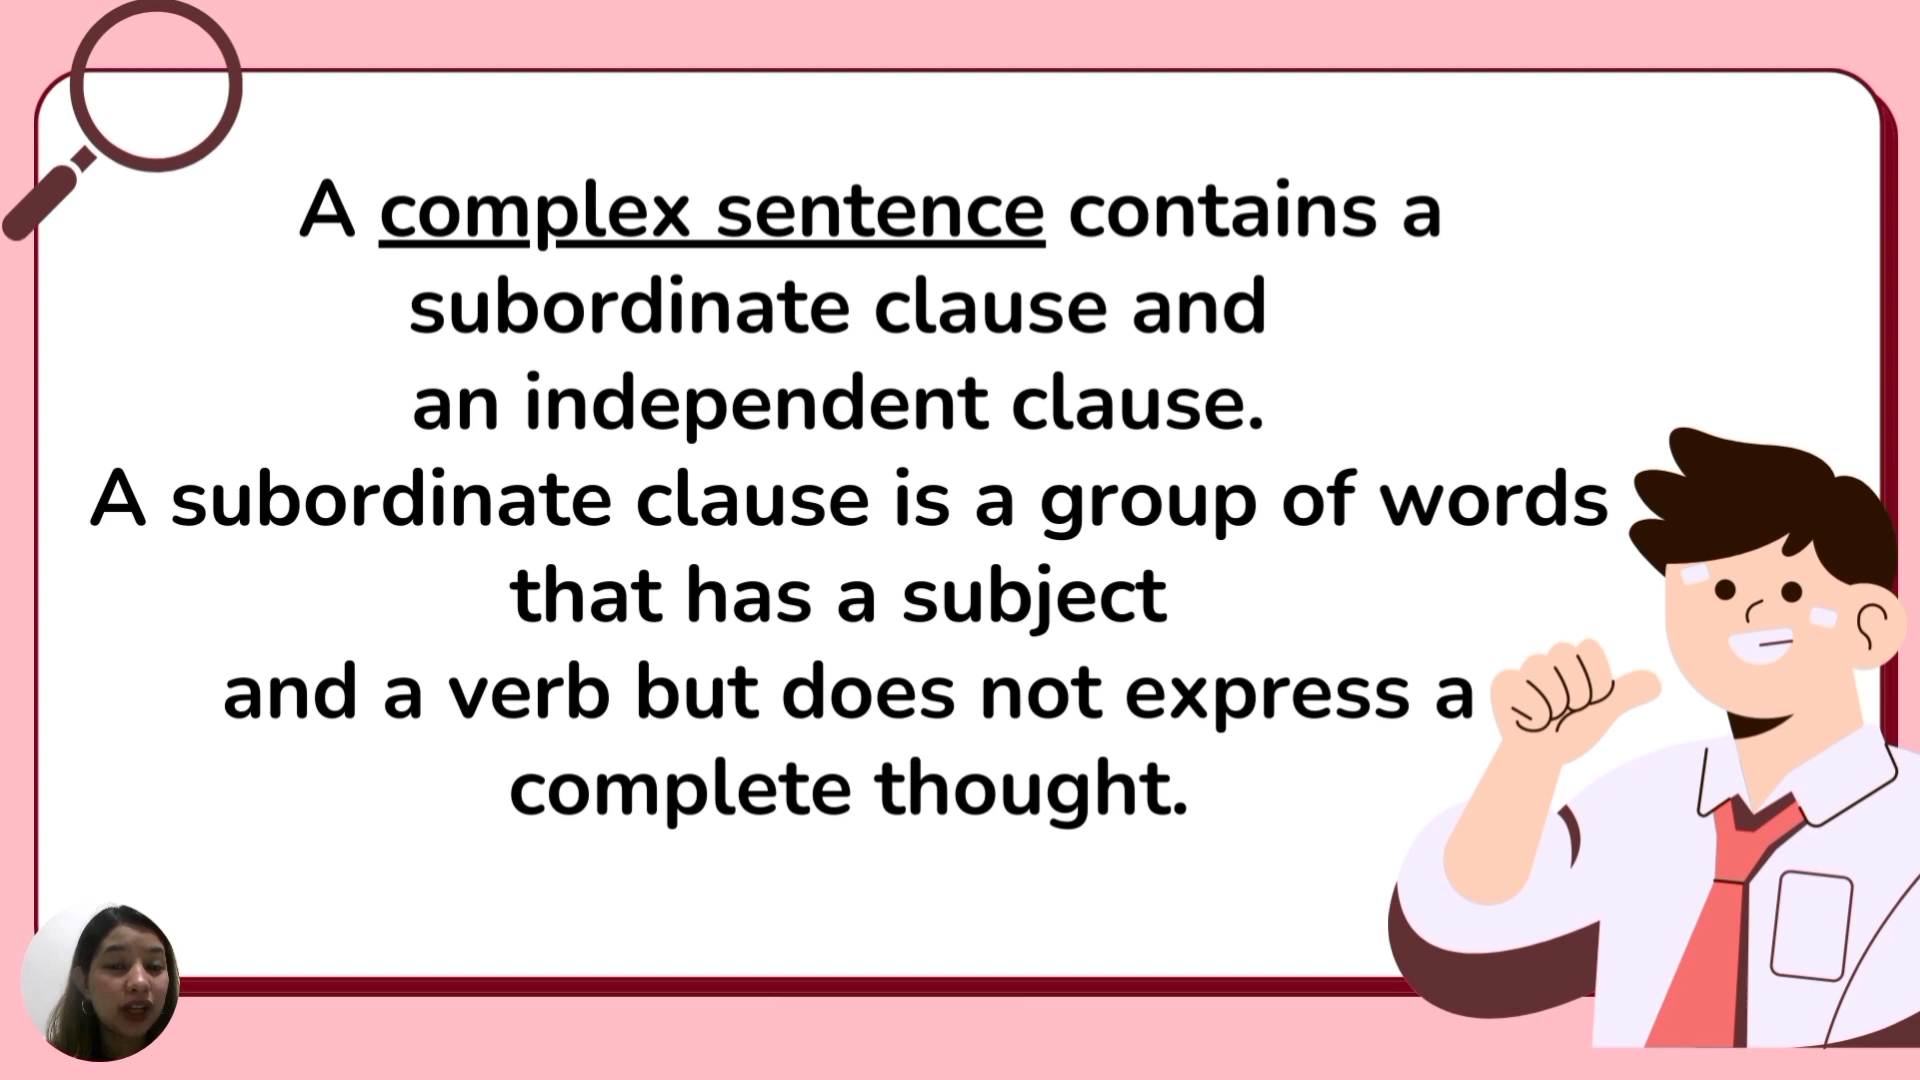 A complex sentence contains a
subordinate clause and
an independent clause.
A subordinate clause is a group of words
that has a subject
and a verb but does not express a
complete thought.